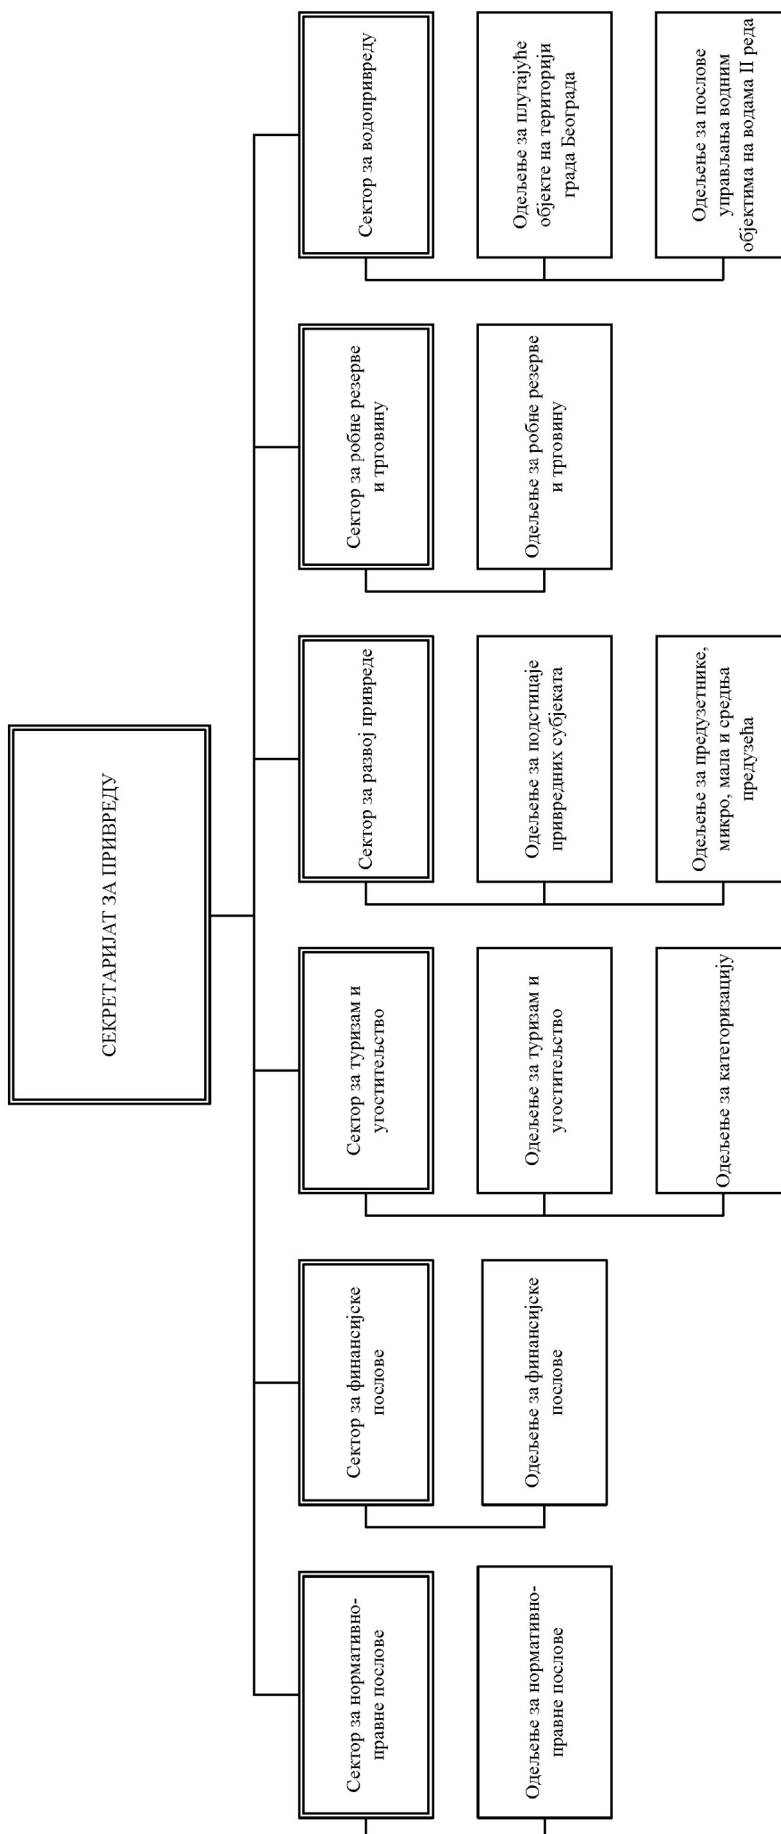 СЕКРЕТАРИЈАТ ЗА ПРИВРЕДУ
Сектор за нормативно-
правне послове
Одељење за нормативно-
правне послове
Сектор за финансијске
послове
Одељење за финансијске
послове
Сектор за туризам и
угоститељство
Одељење за туризам и
угоститељство
Одељење за категоризацију
Сектор за развој привреде
Одељење за подстицаје
привредних субјеката
Одељење за предузетнике,
микро, мала и средња
предузећа
Сектор за робне резерве
и трговину
Одељење за робне резерве
и трговину
Сектор за водопривреду
Одељење за плутајуће
објекте на територији
града Београда
Одељење за послове
управљања водним
објектима на водама II реда